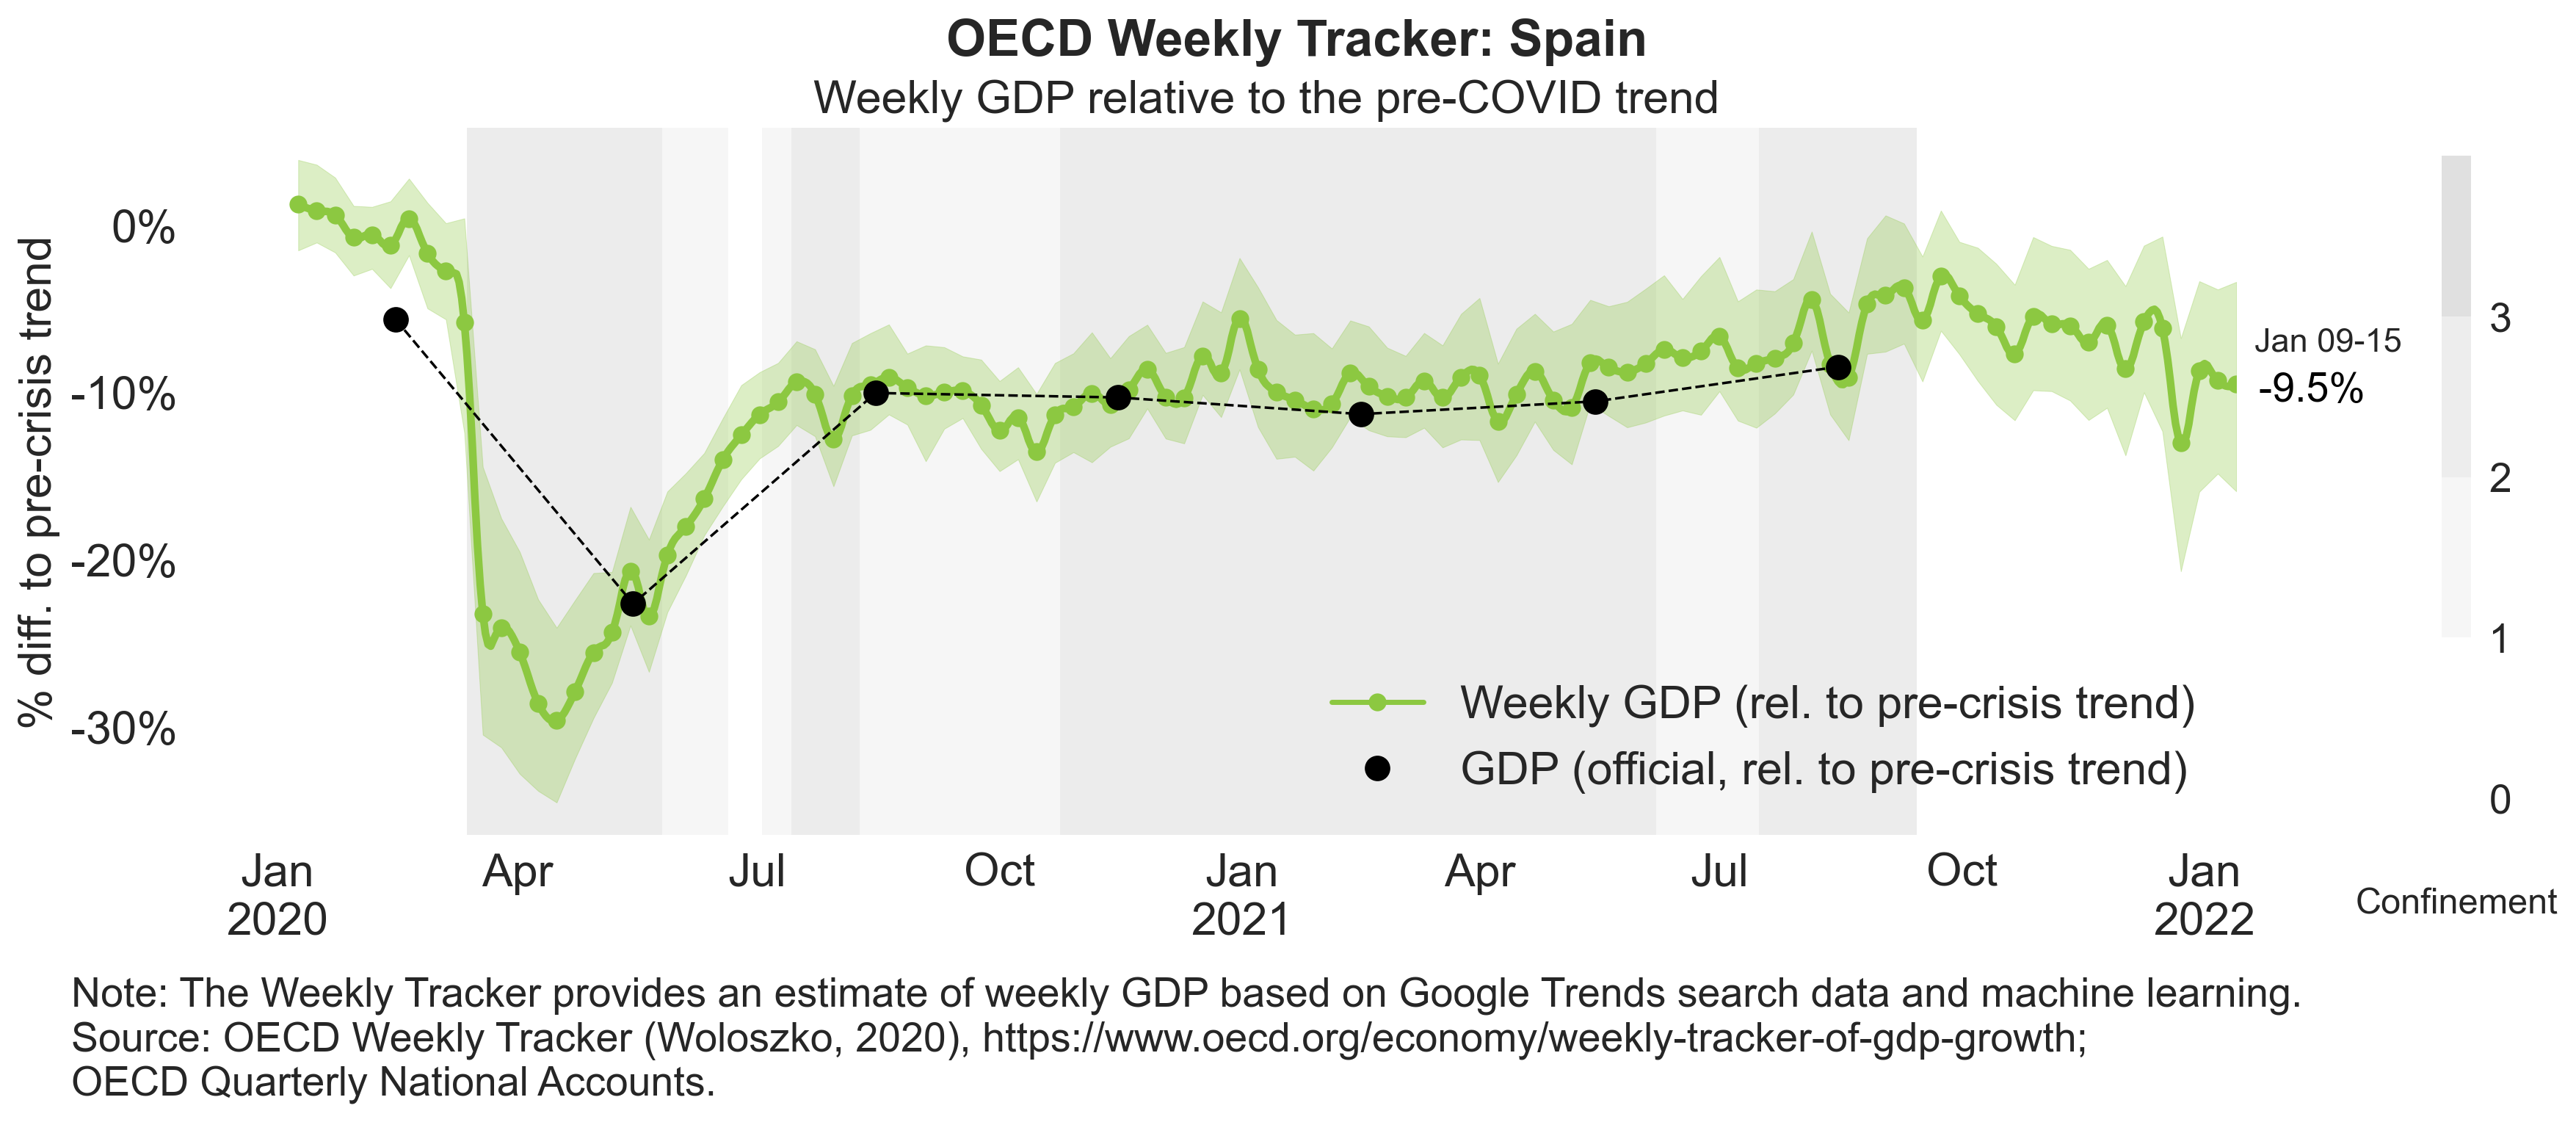 OECD Weekly Tracker: Spain
Weekly GDP relative to the pre-COVID trend
% diff. to pre-crisis trend
0%
-10%
-20%
-30%
Jan 09-15
-9.5%
3
2
1
0
Confinement
Weekly GDP (rel. to pre-crisis trend)
GDP (official, rel. to pre-crisis trend)
Jan Apr Jul Oct Jan Apr Jul Oct Jan
2020 2021 2022
Note: The Weekly Tracker provides an estimate of weekly GDP based on Google Trends search data and machine learning.
Source: OECD Weekly Tracker (Woloszko, 2020), https://www.oecd.org/economy/weekly-tracker-of-gdp-growth;
OECD Quarterly National Accounts.